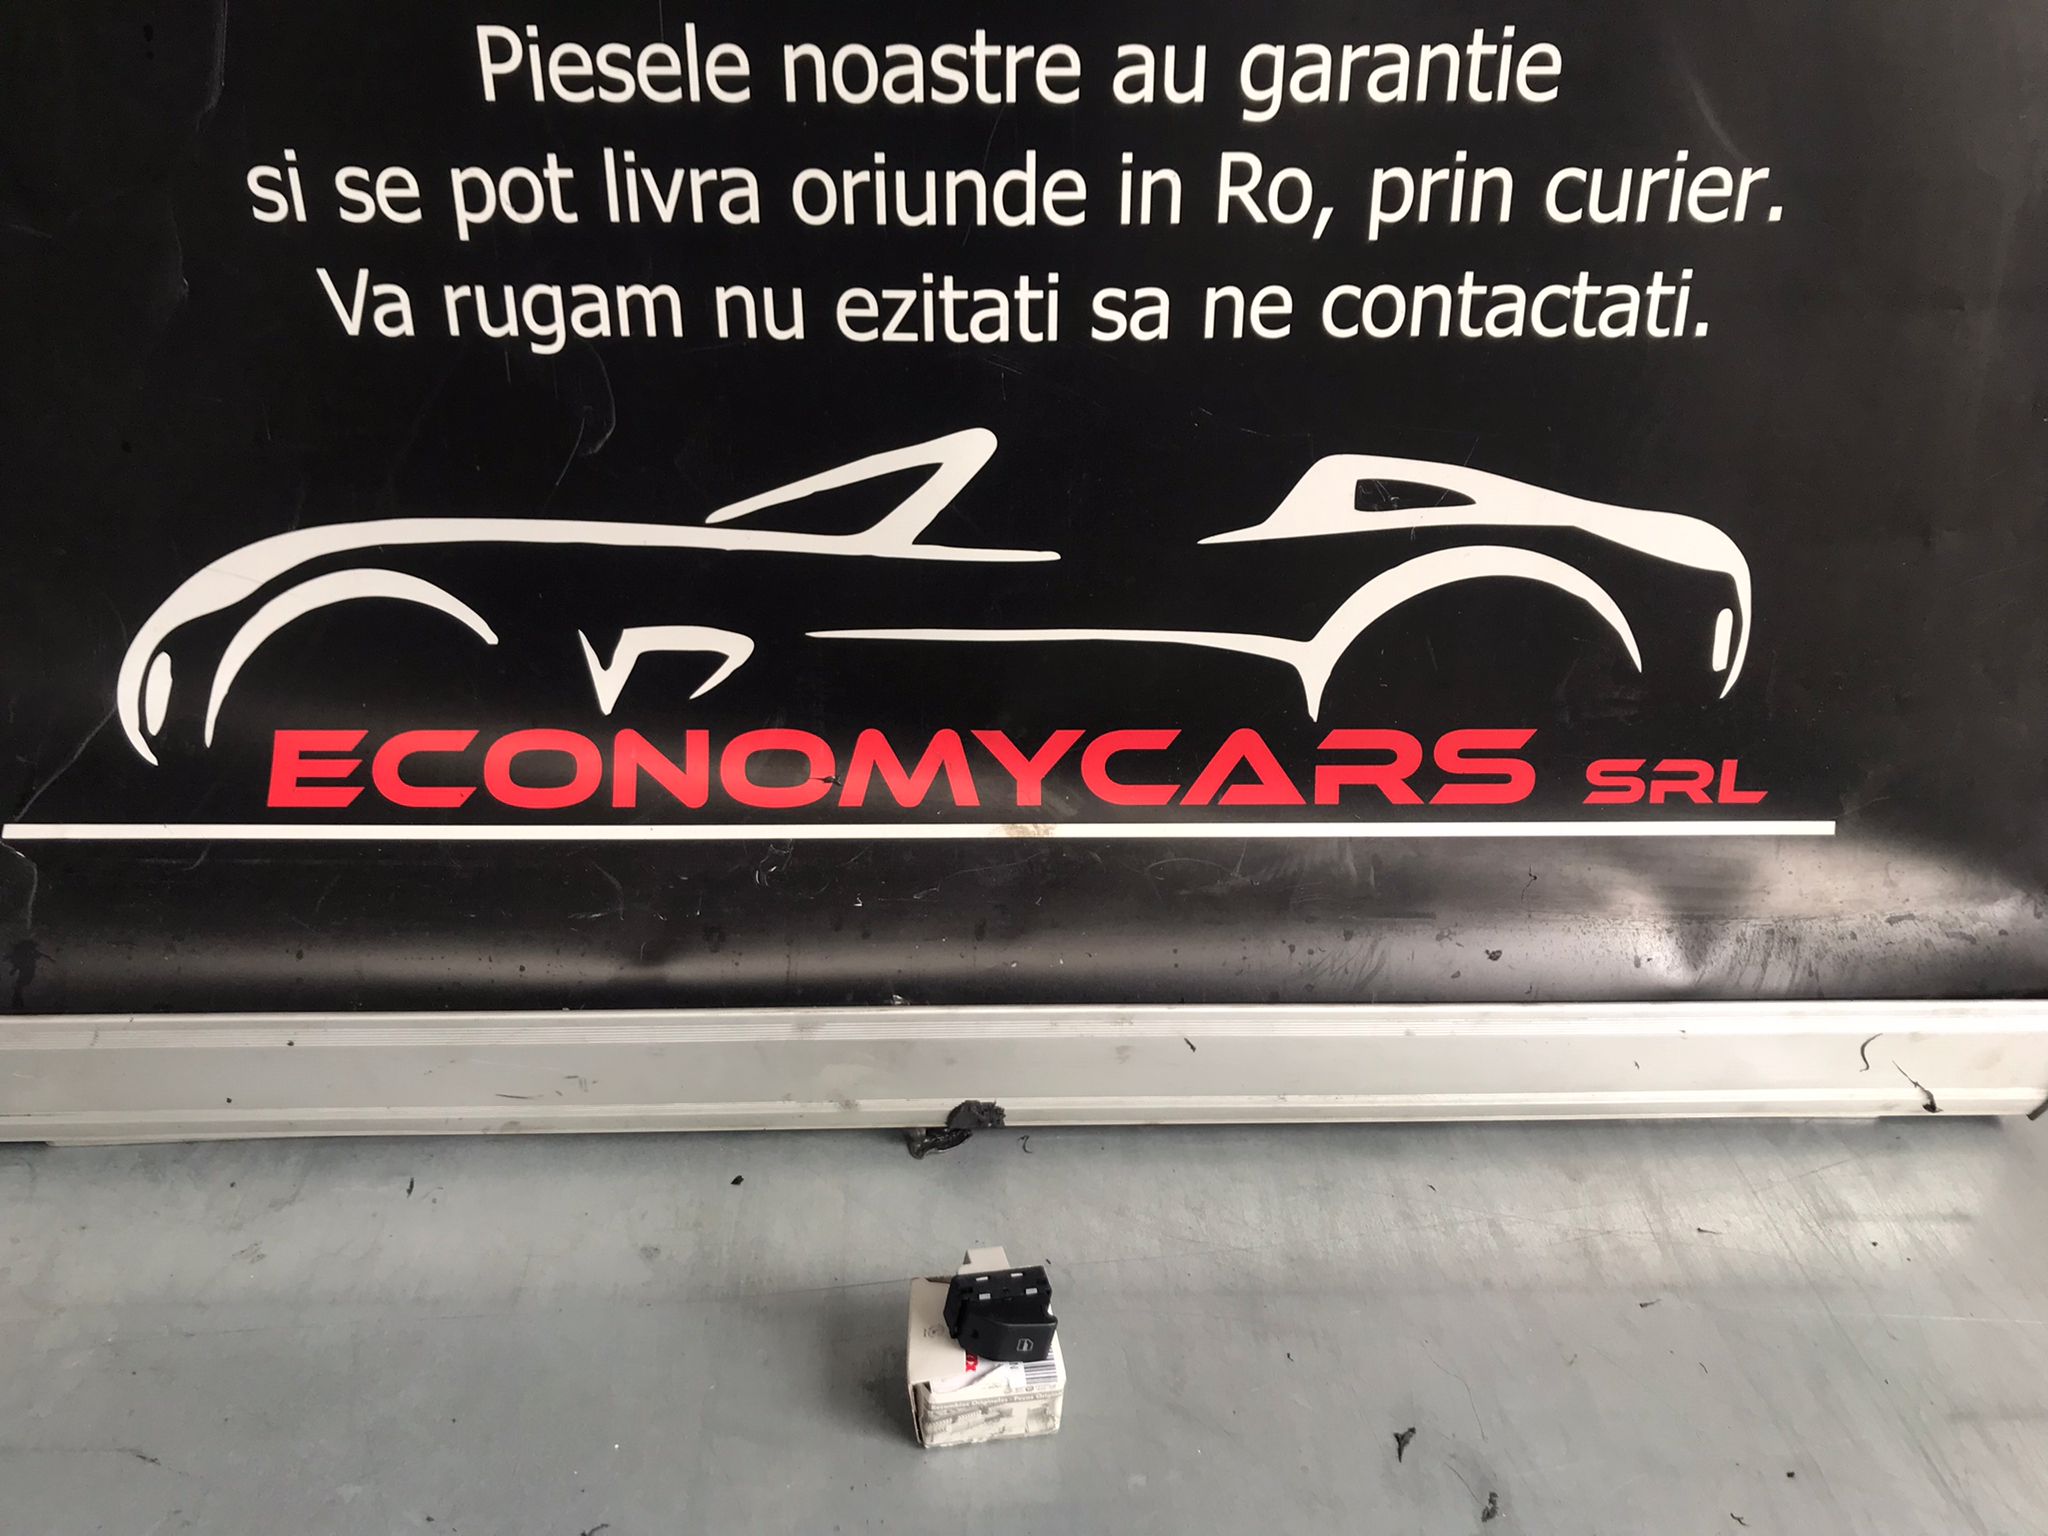 Piesele noastre au garantie
si se pot livra oriunde in Ro, prin curier.
Va rugam nu ezitati sa ne contactati.
ECONOMYCARS SRL